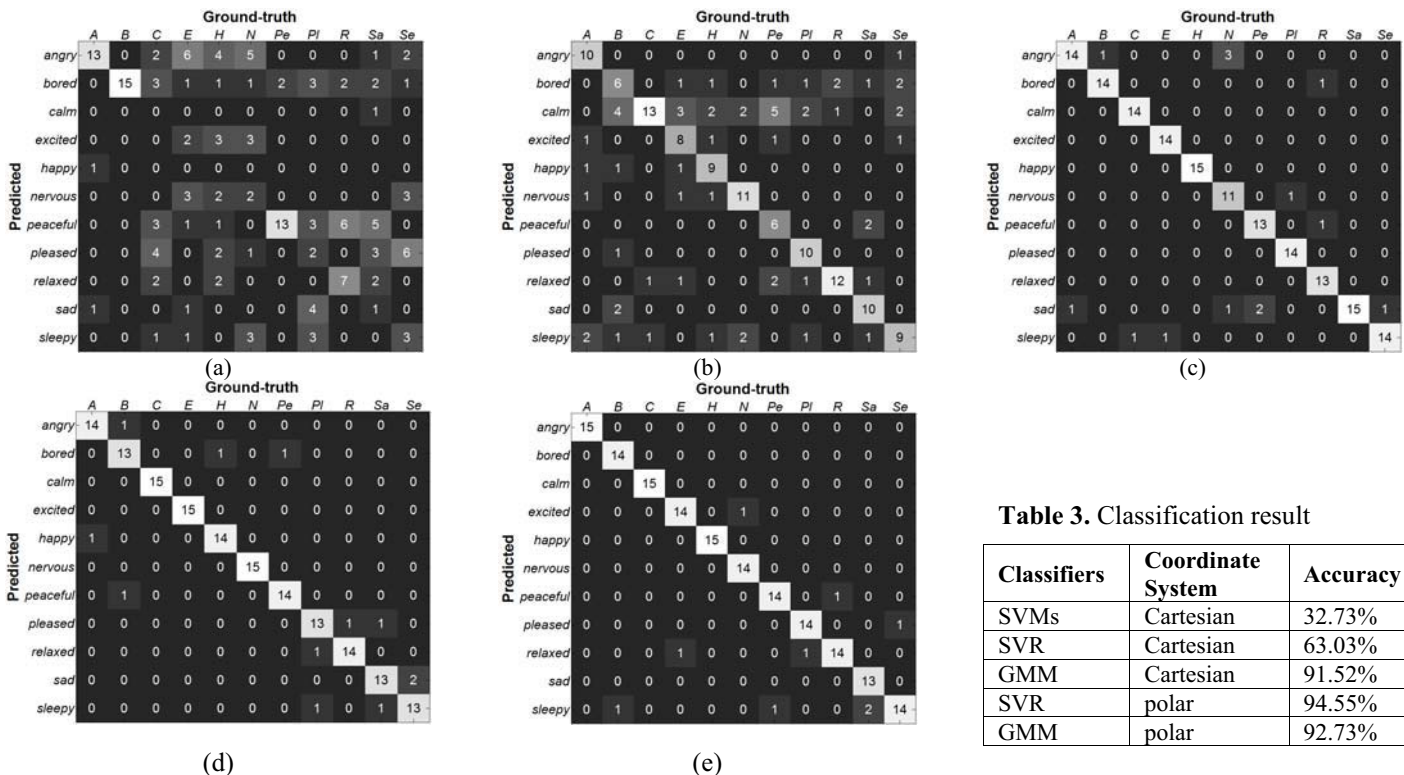 Ground-truth
A B C E H N Pe Pl R Sa Se
Predicted
angry 13 0 2 6 4 5 0 0 0 1 2
bored 0 15 3 1 1 1 2 3 2 2 1
calm 0 0 0 0 0 0 0 0 0 1 0
excited 0 0 0 2 3 3 0 0 0 0 0
happy 1 0 0 0 0 0 0 0 0 0 0
nervous 0 0 0 3 2 2 0 0 0 0 3
peaceful 0 0 3 1 1 0 13 3 6 5 0
pleased 0 0 4 0 2 1 0 2 0 3 6
relaxed 0 0 2 0 2 0 0 0 7 2 0
sad 1 0 0 1 0 0 0 4 0 1 0
sleepy 0 0 1 1 0 3 0 3 0 0 3
(a)
Ground-truth
A B C E H N Pe Pl R Sa Se
Predicted
angry 10 0 0 0 0 0 0 0 0 0 1
bored 0 6 0 1 1 0 1 1 2 1 2
calm 0 4 13 3 2 2 5 2 1 0 2
excited 1 0 0 8 1 0 1 0 0 0 1
happy 1 1 0 1 9 0 0 0 0 0 0
nervous 1 0 0 1 1 11 0 0 0 0 0
peaceful 0 0 0 0 0 0 6 0 0 2 0
pleased 0 1 0 0 0 0 0 10 0 0 0
relaxed 0 0 1 1 0 0 2 1 12 1 0
sad 0 2 0 0 0 0 0 0 0 10 0
sleepy 2 1 1 0 1 2 0 1 0 1 9
(b)
Ground-truth
A B C E H N Pe Pl R Sa Se
Predicted
angry 14 1 0 0 0 3 0 0 0 0 0
bored 0 14 0 0 0 0 0 0 1 0 0
calm 0 0 14 0 0 0 0 0 0 0 0
excited 0 0 0 14 0 0 0 0 0 0 0
happy 0 0 0 0 15 0 0 0 0 0 0
nervous 0 0 0 0 0 11 0 1 0 0 0
peaceful 0 0 0 0 0 0 13 0 1 0 0
pleased 0 0 0 0 0 0 0 14 0 0 0
relaxed 0 0 0 0 0 0 0 0 13 0 0
sad 1 0 0 0 0 1 2 0 0 15 1
sleepy 0 0 1 1 0 0 0 0 0 0 14
(c)
Ground-truth
A B C E H N Pe Pl R Sa Se
Predicted
angry 14 1 0 0 0 0 0 0 0 0 0
bored 0 13 0 0 1 0 1 0 0 0 0
calm 0 0 15 0 0 0 0 0 0 0 0
excited 0 0 0 15 0 0 0 0 0 0 0
happy 1 0 0 0 14 0 0 0 0 0 0
nervous 0 0 0 0 0 15 0 0 0 0 0
peaceful 0 1 0 0 0 0 14 0 0 0 0
pleased 0 0 0 0 0 0 0 13 1 1 0
relaxed 0 0 0 0 0 0 0 1 14 0 0
sad 0 0 0 0 0 0 0 0 0 13 2
sleepy 0 0 0 0 0 0 0 1 0 1 13
(d)
Ground-truth
A B C E H N Pe Pl R Sa Se
Predicted
angry 15 0 0 0 0 0 0 0 0 0 0
bored 0 14 0 0 0 0 0 0 0 0 0
calm 0 0 15 0 0 0 0 0 0 0 0
excited 0 0 0 14 0 1 0 0 0 0 0
happy 0 0 0 0 15 0 0 0 0 0 0
nervous 0 0 0 0 0 14 0 0 0 0 0
peaceful 0 0 0 0 0 0 14 0 1 0 0
pleased 0 0 0 0 0 0 0 14 0 0 1
relaxed 0 0 0 1 0 0 0 1 14 0 0
sad 0 0 0 0 0 0 0 0 0 13 0
sleepy 0 1 0 0 0 0 1 0 0 2 14
(e)
Table 3. Classification result
Classifiers Coordinate System Accuracy
SVMs Cartesian 32.73%
SVR Cartesian 63.03%
GMM Cartesian 91.52%
SVR polar 94.55%
GMM polar 92.73%